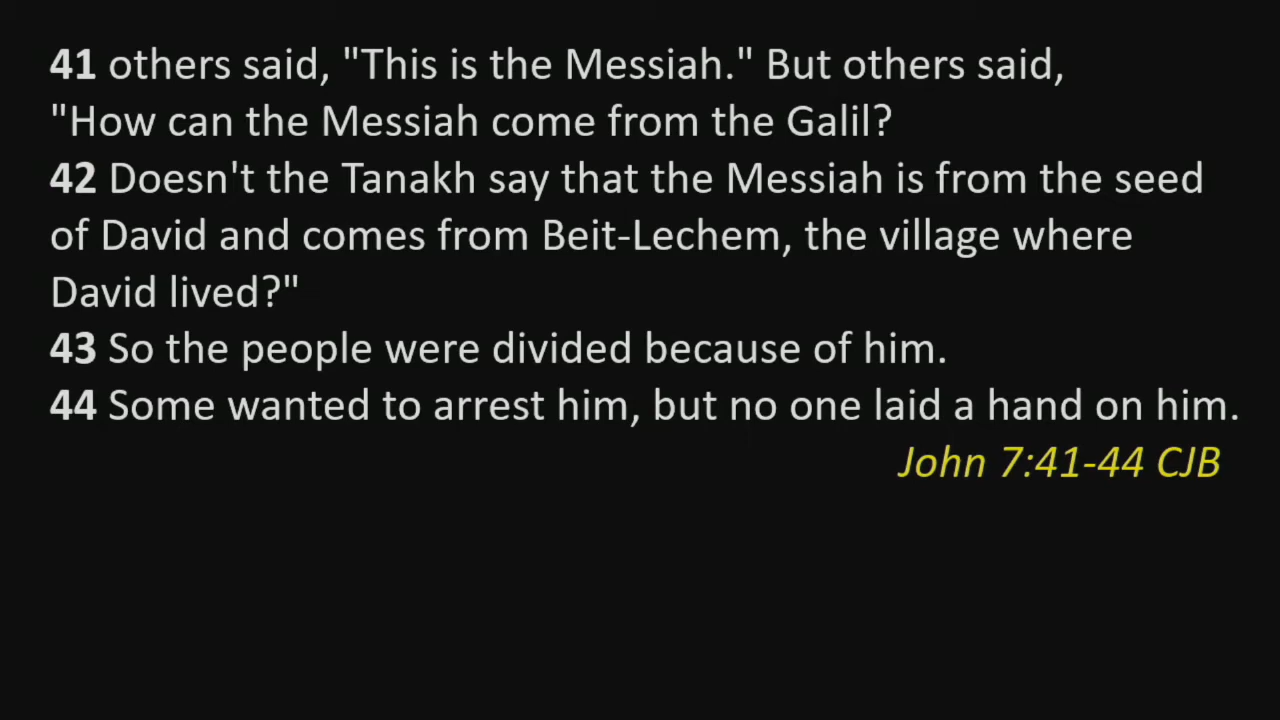 41 others said, "This is the Messiah." But others said,
"How can the Messiah come from the Galil?
42 Doesn't the Tanakh say that the Messiah is from the seed
of David and comes from Beit-Lechem, the village where
David lived?"
43 So the people were divided because of him.
44 Some wanted to arrest him, but no one laid a hand on him.
John 7:41-44 CJB